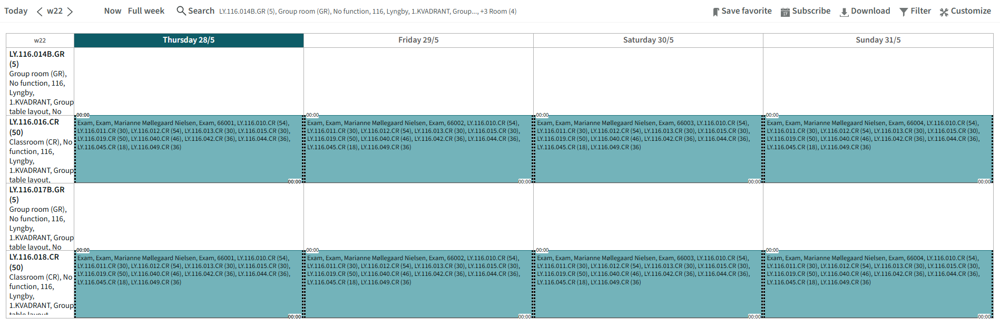 Today w22 Now Full week Search LY.116.014B.GR (5), Group room (GR), No function, 116, Lyngby, 1.KVADRANT, Group..., +3 Room (4) Save favorite 17 Subscribe Download Filter Customize
w22 Thursday 28/5 Friday 29/5 Saturday 30/5 Sunday 31/5
LY.116.014B.GR
(5)
Group room (GR),
No function, 116,
Lyngby,
1.KVADRANT, Group
table layout, No
LY.116.016.CR
(50)
Classroom (CR), No
function, 116,
Lyngby,
1.KVADRANT, Group
table layout,
00:00
Exam, Exam, Marianne Møllegaard Nielsen, Exam, 66001, LY.116.010.CR (54),
LY.116.011.CR (30), LY.116.012.CR (54), LY.116.013.CR (30), LY.116.015.CR (30),
LY.116.019.CR (50), LY.116.040.CR (46), LY.116.042.CR (36), LY.116.044.CR (36),
LY.116.045.CR (18), LY.116.049.CR (36)
00:00
00:00
Exam, Exam, Marianne Møllegaard Nielsen, Exam, 66002, LY.116.010.CR (54),
LY.116.011.CR (30), LY.116.012.CR (54), LY.116.013.CR (30), LY.116.015.CR (30),
LY.116.019.CR (50), LY.116.040.CR (46), LY.116.042.CR (36), LY.116.044.CR (36),
LY.116.045.CR (18), LY.116.049.CR (36)
00:00
00:00
Exam, Exam, Marianne Møllegaard Nielsen, Exam, 66003, LY.116.010.CR (54),
LY.116.011.CR (30), LY.116.012.CR (54), LY.116.013.CR (30), LY.116.015.CR (30),
LY.116.019.CR (50), LY.116.040.CR (46), LY.116.042.CR (36), LY.116.044.CR (36),
LY.116.045.CR (18), LY.116.049.CR (36)
00:00
00:00
Exam, Exam, Marianne Møllegaard Nielsen, Exam, 66004, LY.116.010.CR (54),
LY.116.011.CR (30), LY.116.012.CR (54), LY.116.013.CR (30), LY.116.015.CR (30),
LY.116.019.CR (50), LY.116.040.CR (46), LY.116.042.CR (36), LY.116.044.CR (36),
LY.116.045.CR (18), LY.116.049.CR (36)
00:00
LY.116.017B.GR
(5)
Group room (GR),
No function, 116,
Lyngby,
1.KVADRANT, Group
table layout, No
LY.116.018.CR
(50)
Classroom (CR), No
function, 116,
Lyngby,
1.KVADRANT, Group
table layout
00:00
Exam, Exam, Marianne Møllegaard Nielsen, Exam, 66001, LY.116.010.CR (54),
LY.116.011.CR (30), LY.116.012.CR (54), LY.116.013.CR (30), LY.116.015.CR (30),
LY.116.019.CR (50), LY.116.040.CR (46), LY.116.042.CR (36), LY.116.044.CR (36),
LY.116.045.CR (18), LY.116.049.CR (36)
00:00
00:00
Exam, Exam, Marianne Møllegaard Nielsen, Exam, 66002, LY.116.010.CR (54),
LY.116.011.CR (30), LY.116.012.CR (54), LY.116.013.CR (30), LY.116.015.CR (30),
LY.116.019.CR (50), LY.116.040.CR (46), LY.116.042.CR (36), LY.116.044.CR (36),
LY.116.045.CR (18), LY.116.049.CR (36)
00:00
00:00
Exam, Exam, Marianne Møllegaard Nielsen, Exam, 66003, LY.116.010.CR (54),
LY.116.011.CR (30), LY.116.012.CR (54), LY.116.013.CR (30), LY.116.015.CR (30),
LY.116.019.CR (50), LY.116.040.CR (46), LY.116.042.CR (36), LY.116.044.CR (36),
LY.116.045.CR (18), LY.116.049.CR (36)
00:00
00:00
Exam, Exam, Marianne Møllegaard Nielsen, Exam, 66004, LY.116.010.CR (54),
LY.116.011.CR (30), LY.116.012.CR (54), LY.116.013.CR (30), LY.116.015.CR (30),
LY.116.019.CR (50), LY.116.040.CR (46), LY.116.042.CR (36), LY.116.044.CR (36),
LY.116.045.CR (18), LY.116.049.CR (36)
00:00